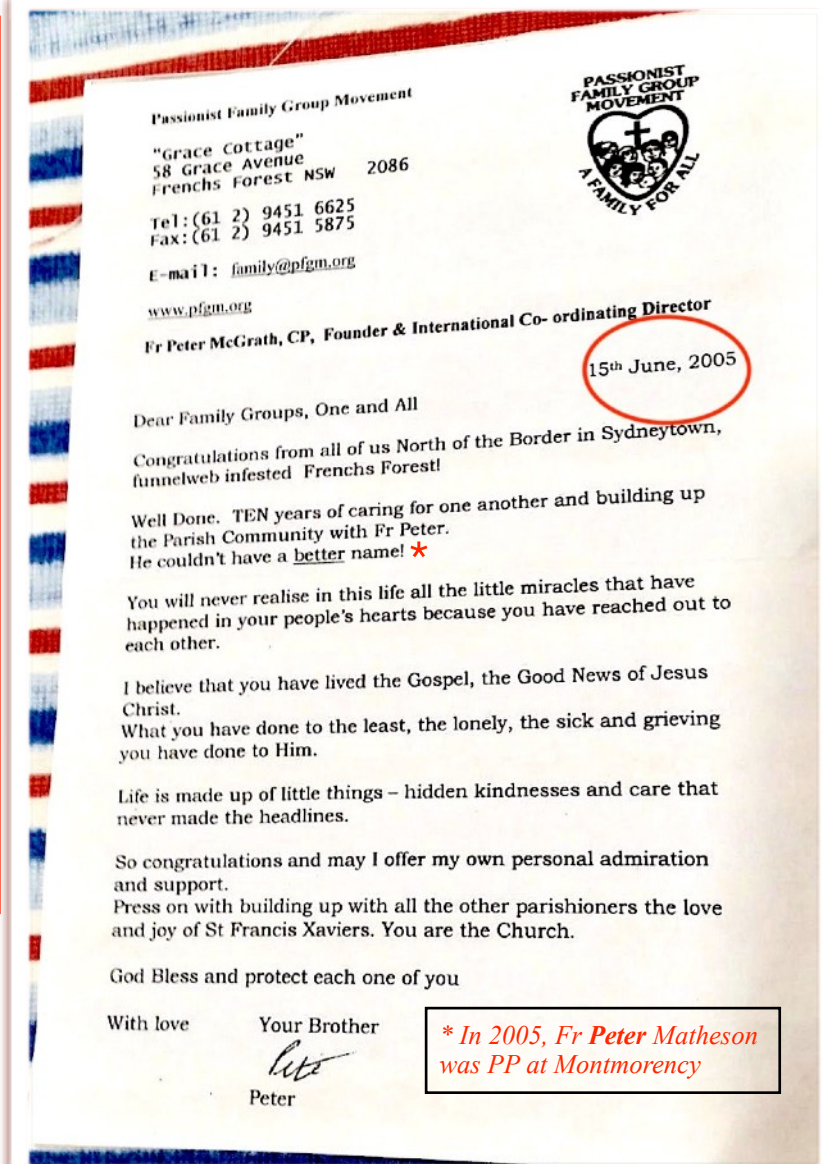 Passionist Family Group Movement
PASSIONIST
FAMILY GROUP
MOVEMENT
A FAMILY FOR ALL
"Grace Cottage"
58 Grace Avenue
Frenchs Forest NSW 2086
Tel:(61 2) 9451 6625
Fax:(61 2) 9451 5875
E-mail: family@pfgm.org
www.pfgm.org
Fr Peter McGrath, CP, Founder & International Co- ordinating Director
15th June, 2005
Dear Family Groups, One and All
Congratulations from all of us North of the Border in Sydneytown,
funnelweb infested Frenchs Forest!
Well Done. TEN years of caring for one another and building up
the Parish Community with Fr Peter.
He couldn't have a better name! *
You will never realise in this life all the little miracles that have
happened in your people's hearts because you have reached out to
each other.
I believe that you have lived the Gospel, the Good News of Jesus
Christ.
What you have done to the least, the lonely, the sick and grieving
you have done to Him.
Life is made up of little things – hidden kindnesses and care that
never made the headlines.
So congratulations and may I offer my own personal admiration
and support.
Press on with building up with all the other parishioners the love
and joy of St Francis Xaviers. You are the Church.
God Bless and protect each one of you
With love Your Brother
Pete
Peter
* In 2005, Fr Peter Matheson
was PP at Montmorency